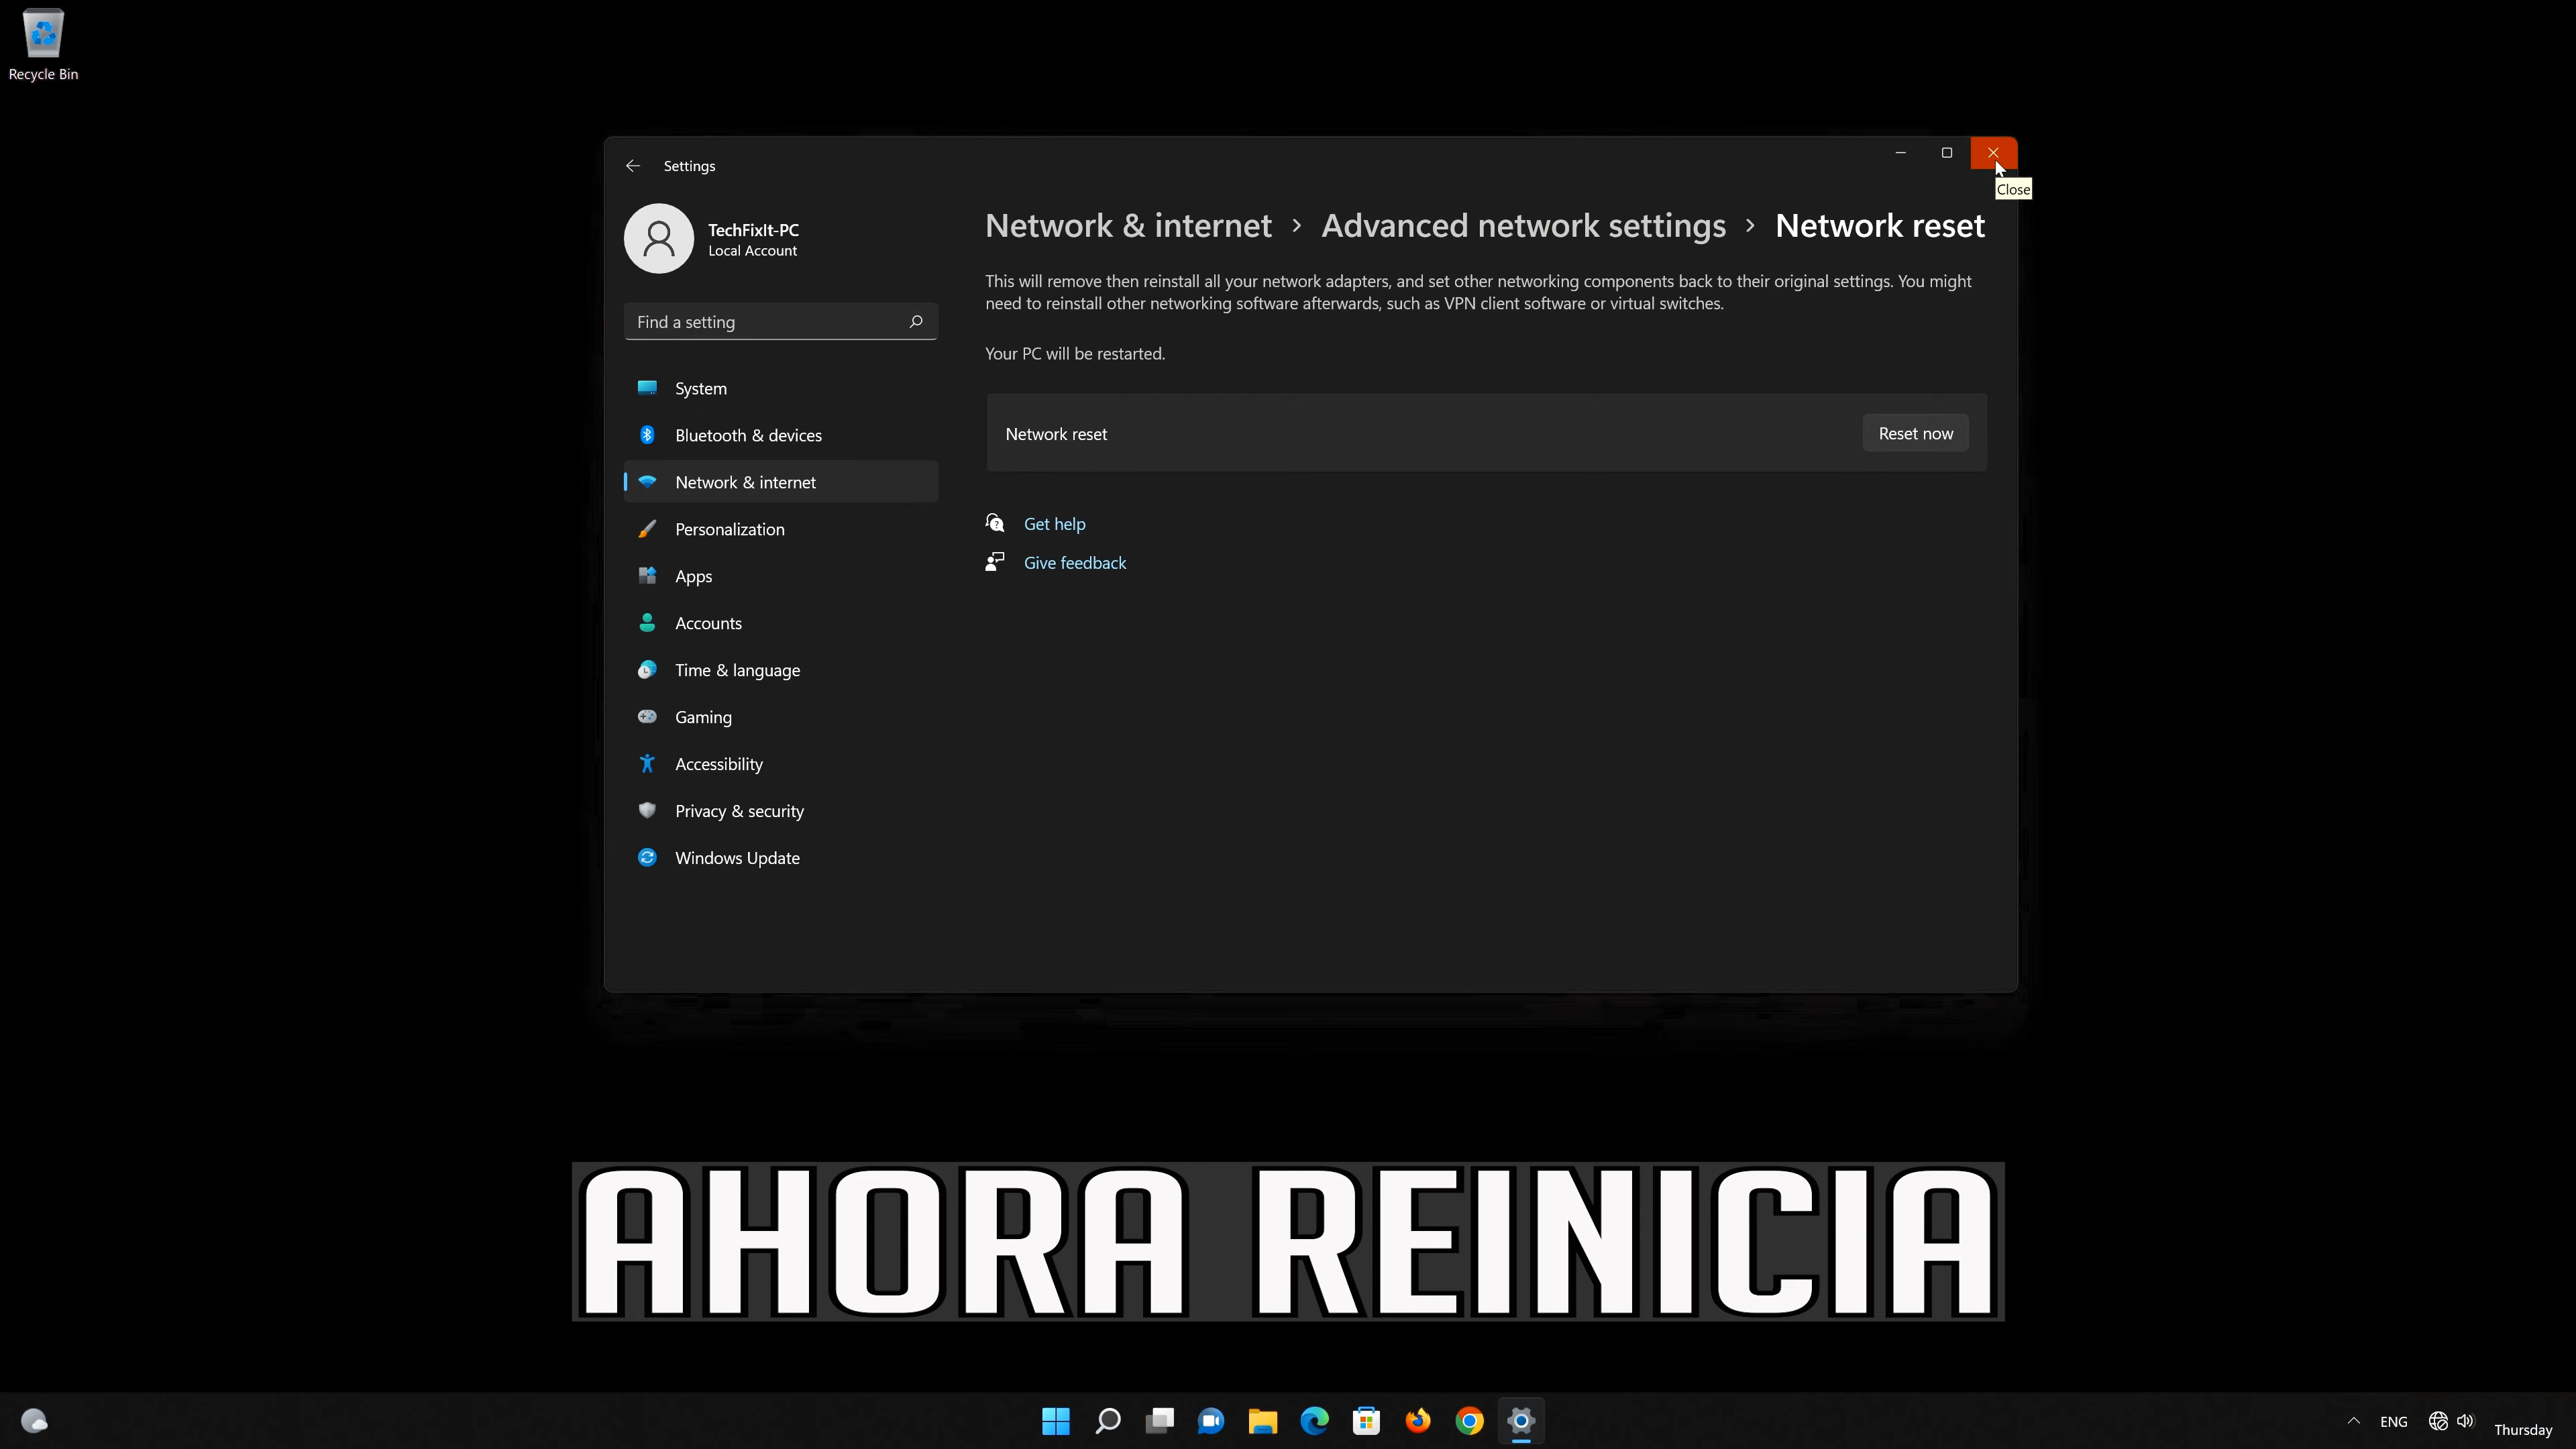 Recycle Bin
Settings
Close
TechFixIt-PC
Local Account
Find a setting
System
Bluetooth & devices
Network & internet
Personalization
Apps
Accounts
Time & language
Gaming
Accessibility
Privacy & security
Windows Update
Network & internet > Advanced network settings > Network reset
This will remove then reinstall all your network adapters, and set other networking components back to their original settings. You might
need to reinstall other networking software afterwards, such as VPN client software or virtual switches.
Your PC will be restarted.
Network reset
Reset now
Get help
Give feedback
AHORA REINICIA
ENG
Thursday